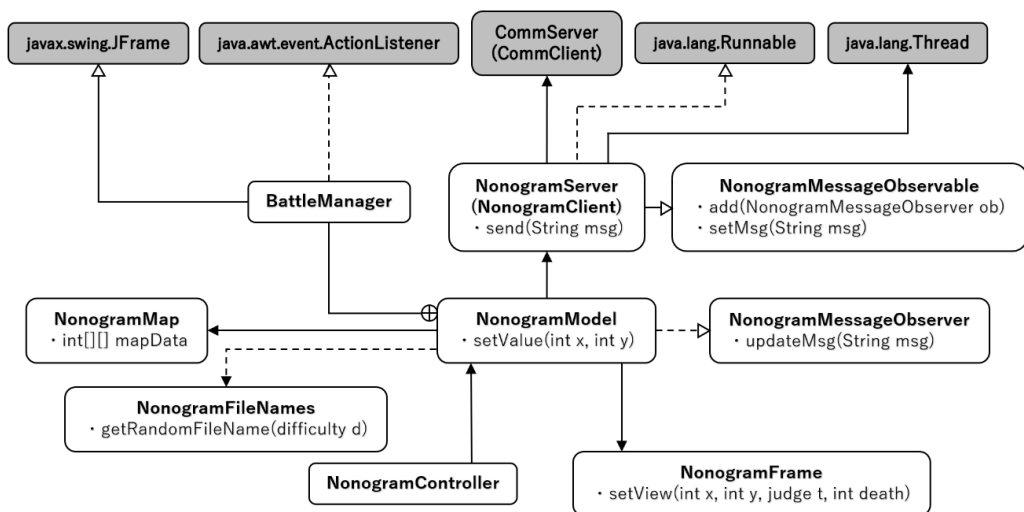 javax.swing.JFrame
java.awt.event.ActionListener
CommServer
(CommClient)
java.lang.Runnable
java.lang.Thread
BattleManager
NonogramServer
(NonogramClient)
・send(String msg)
NonogramMessageObservable
・add(NonogramMessageObserver ob)
・setMsg(String msg)
NonogramMap
・int[][] mapData
NonogramModel
・setValue(int x, int y)
NonogramMessageObserver
・updateMsg(String msg)
NonogramFileNames
・getRandomFileName(difficulty d)
NonogramController
NonogramFrame
・setView(int x, int y, judge t, int death)